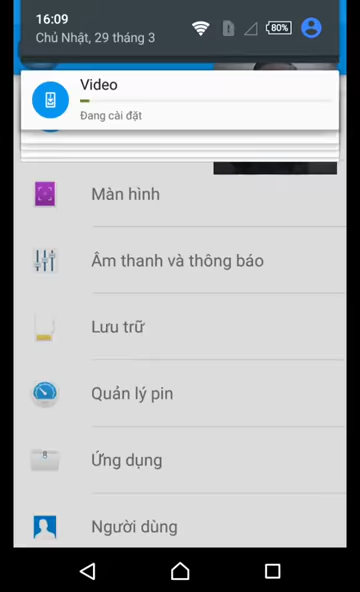 16:09
80%
Chủ Nhật, 29 tháng 3
Video
Đang cài đặt
Màn hình
Âm thanh và thông báo
Lưu trữ
Quản lý pin
Ứng dụng
8
Người dùng